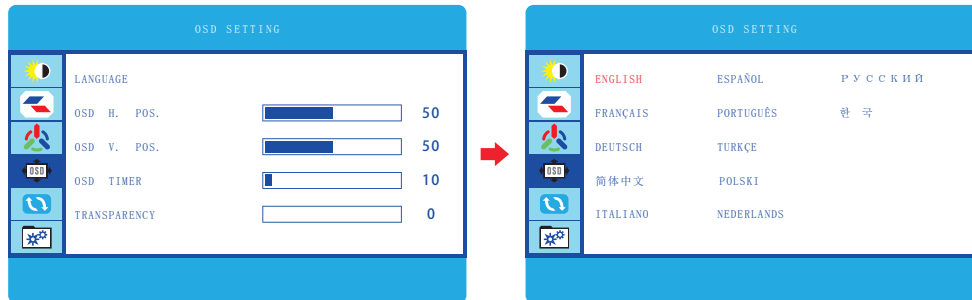 OSD SETTING
LANGUAGE
OSD H. POS. 50
OSD V. POS. 50
OSD TIMER 10
TRANSPARENCY 0
OSD
OSD SETTING
ENGLISH ESPAÑOL РУССКИЙ
FRANÇAIS PORTUGUÊS 한국
DEUTSCH TURKÇE
简体中文 POLSKI
ITALIANO NEDERLANDS
OSD